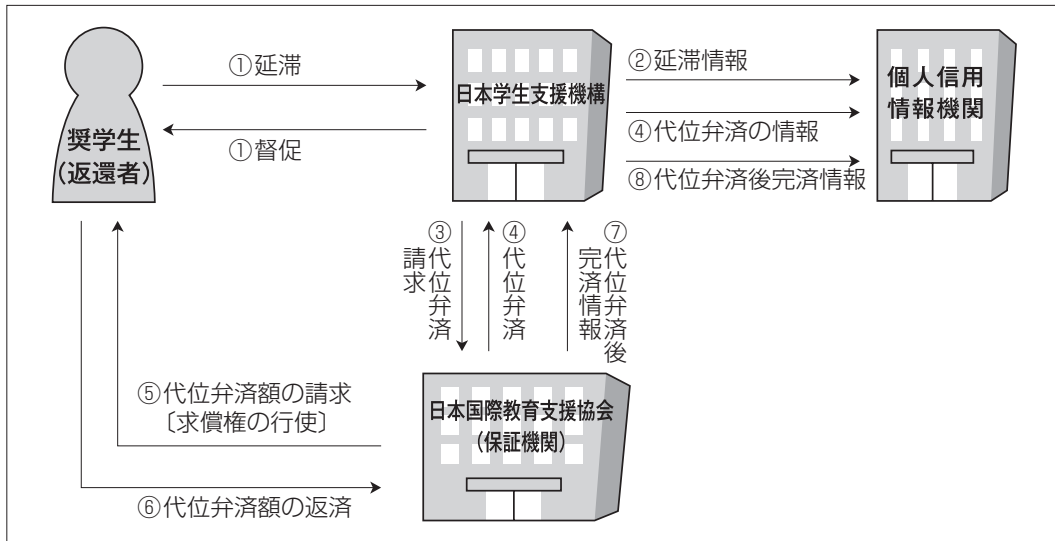 ①延滞
①督促
奨学生
(返還者)
日本学生支援機構
②延滞情報
④代位弁済の情報
⑧代位弁済後完済情報
個人信用
情報機関
③代位弁済
請求
④代位弁済
⑦代位弁済後
完済情報
⑤代位弁済額の請求
〔求償権の行使〕
⑥代位弁済額の返済
日本国際教育支援協会
(保証機関)